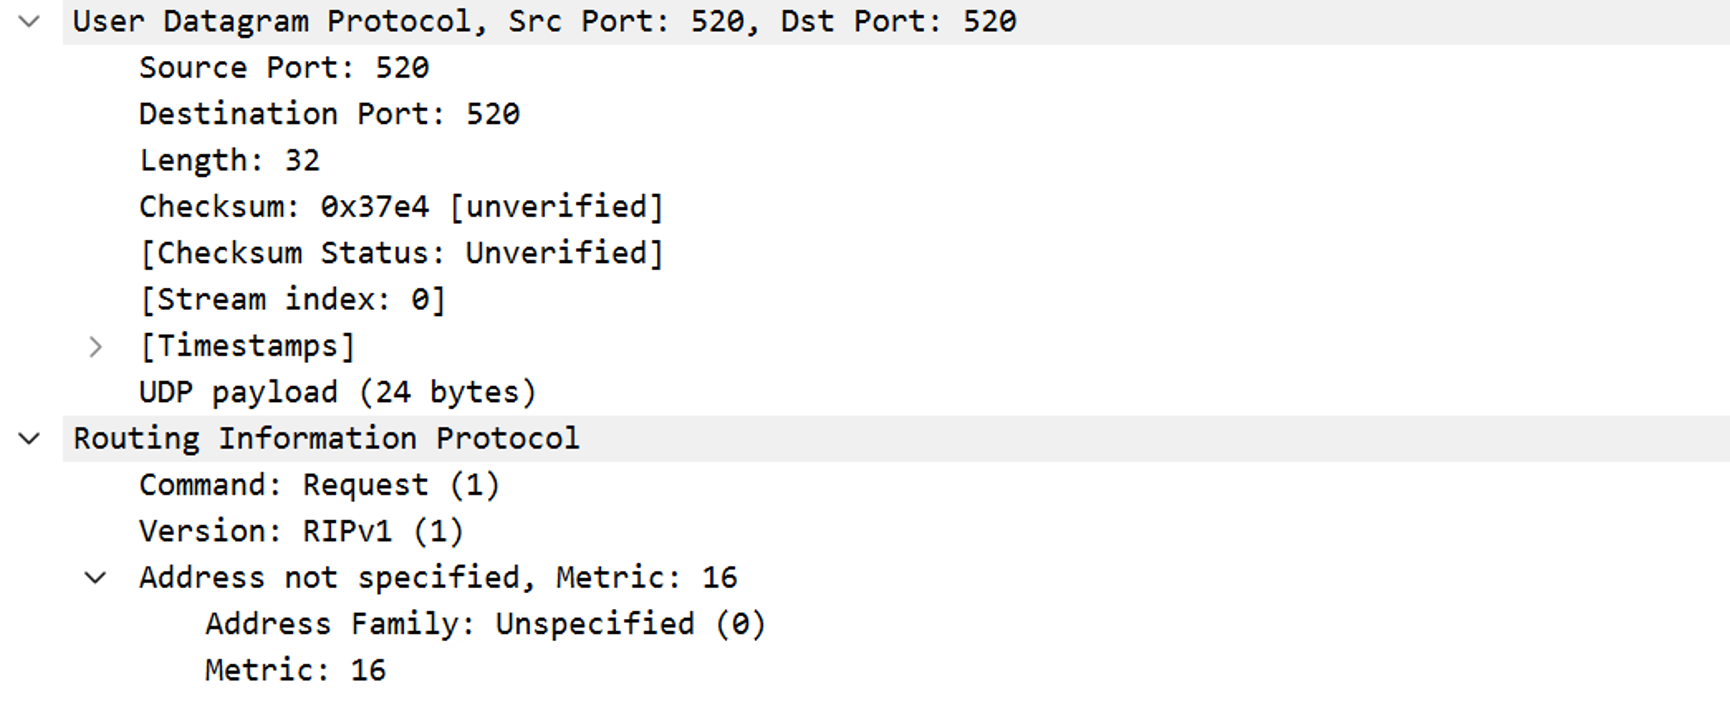 User Datagram Protocol, Src Port: 520, Dst Port: 520
Source Port: 520
Destination Port: 520
Length: 32
Checksum: 0x37e4 [unverified]
[Checksum Status: Unverified]
[Stream index: 0]
[Timestamps]
UDP payload (24 bytes)
Routing Information Protocol
Command: Request (1)
Version: RIPv1 (1)
Address not specified, Metric: 16
Address Family: Unspecified (0)
Metric: 16